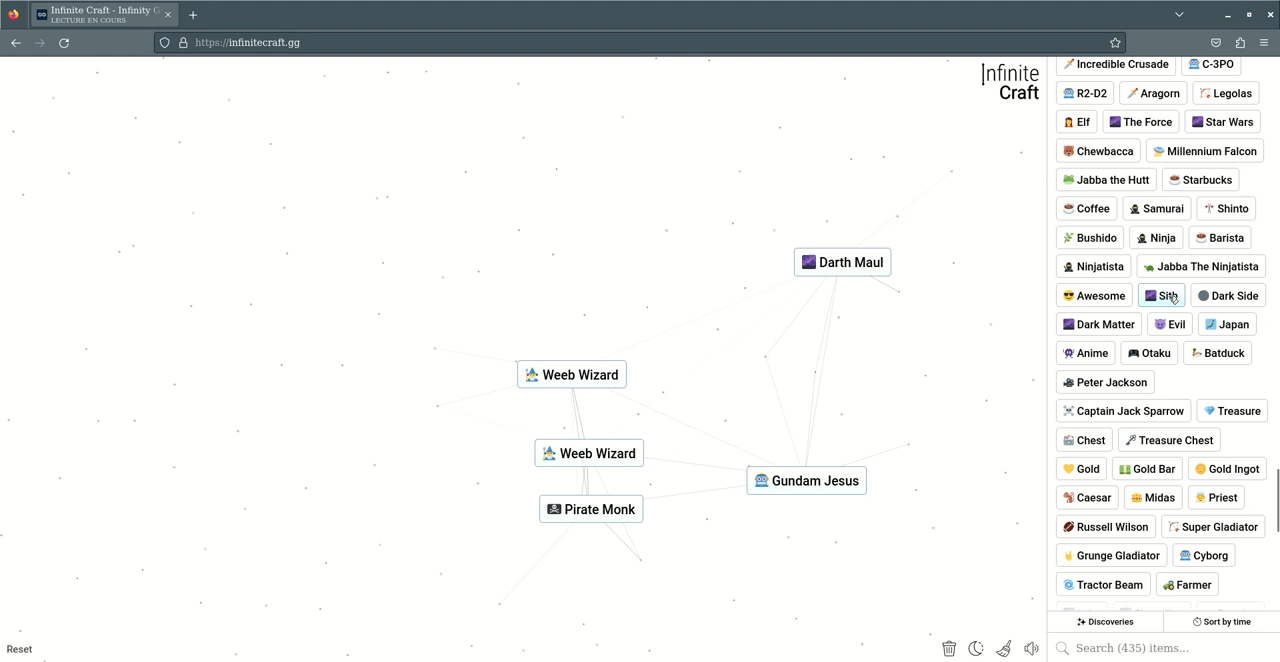 Infinite Craft - Infinity G
LECTURE EN COURS
https://infinitecraft.gg
Infinite
Craft
Darth Maul
Weeb Wizard
Weeb Wizard
Gundam Jesus
Pirate Monk
Reset
Incredible Crusade C-3PO
R2-D2 Aragorn Legolas
Elf The Force Star Wars
Chewbacca Millennium Falcon
Jabba the Hutt Starbucks
Coffee Samurai Shinto
Bushido Ninja Barista
Ninjatista Jabba The Ninjatista
Awesome Sith Dark Side
Dark Matter Evil Japan
Anime Otaku Batduck
Peter Jackson
Captain Jack Sparrow Treasure
Chest Treasure Chest
Gold Gold Bar Gold Ingot
Caesar Midas Priest
Russell Wilson Super Gladiator
Grunge Gladiator Cyborg
Tractor Beam Farmer
Discoveries Sort by time
Search (435) items...